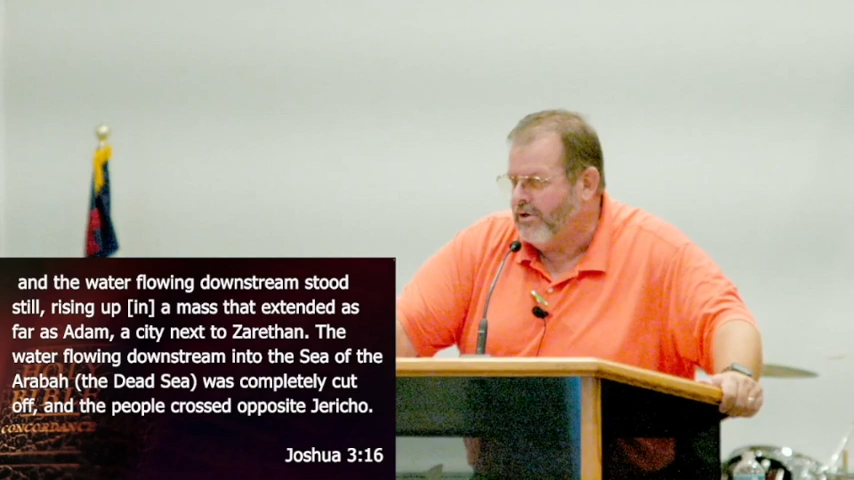 and the water flowing downstream stood
still, rising up [in] a mass that extended as
far as Adam, a city next to Zarethan. The
water flowing downstream into the Sea of the
Arabah (the Dead Sea) was completely cut
off, and the people crossed opposite Jericho.
Joshua 3:16
HOLY
BIBLE
CONCORDANCE